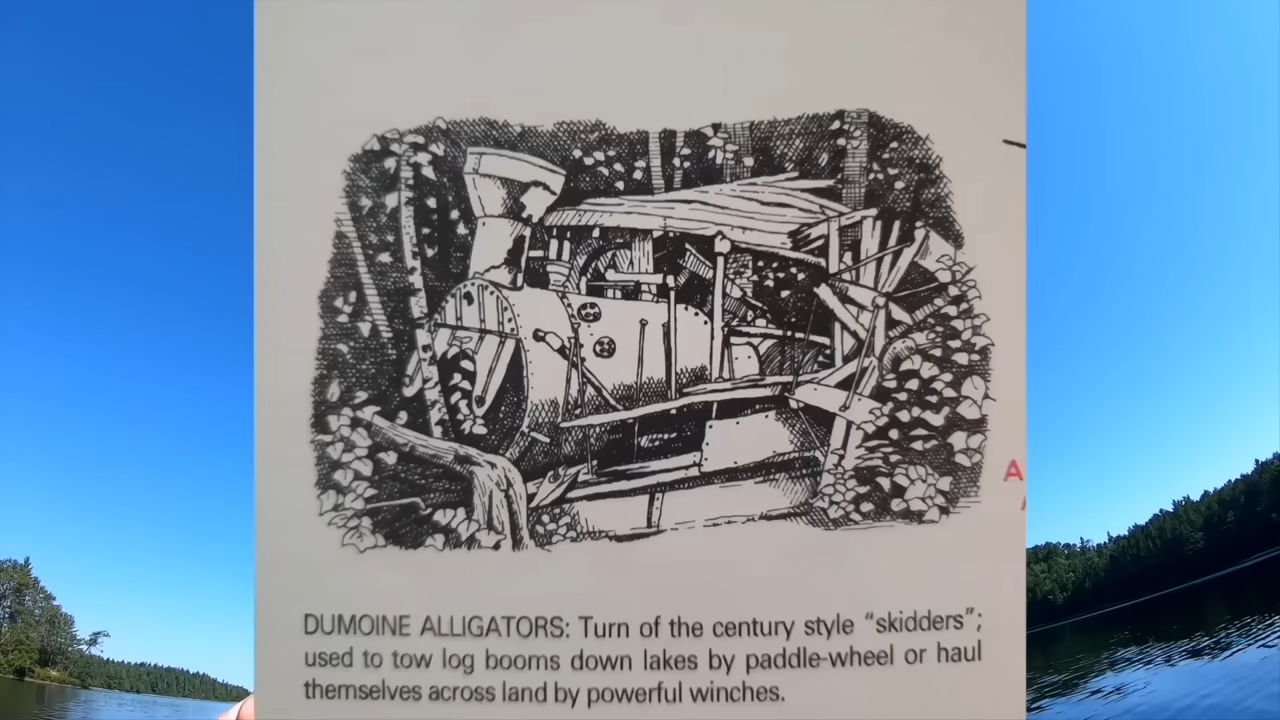 DUMOINE ALLIGATORS: Turn of the century style “skidders”;
used to tow log booms down lakes by paddle-wheel or haul
themselves across land by powerful winches.